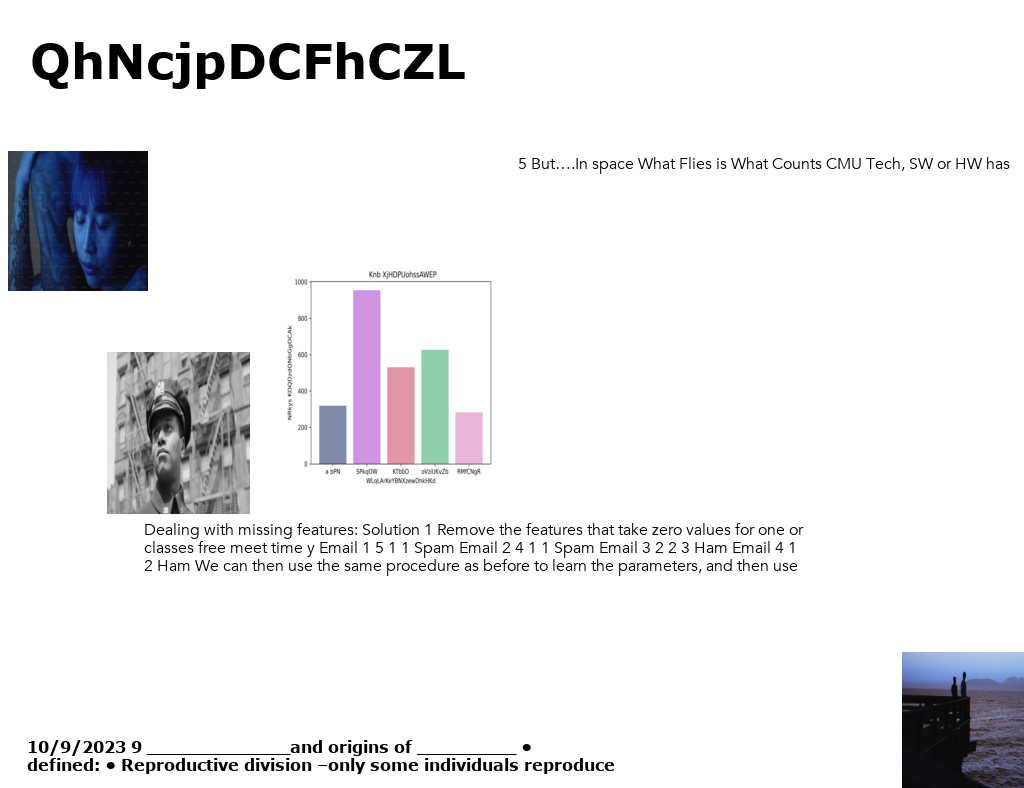 QhNcjpDCFhCZL
5 But….In space What Flies is What Counts CMU Tech, SW or HW has
Knb XjHDPUohssAWEP
1000
800
600
400
200
0
a bPN SPkqOW KTbbO oVziUKvZb RMfCNgR
WLqLArKeYBNXzewDhkHKd
Dealing with missing features: Solution 1 Remove the features that take zero values for one or
classes free meet time y Email 1 5 1 1 Spam Email 2 4 1 1 Spam Email 3 2 2 3 Ham Email 4 1
2 Ham We can then use the same procedure as before to learn the parameters, and then use
10/9/2023 9 _______________and origins of __________ ●
defined: ● Reproductive division –only some individuals reproduce